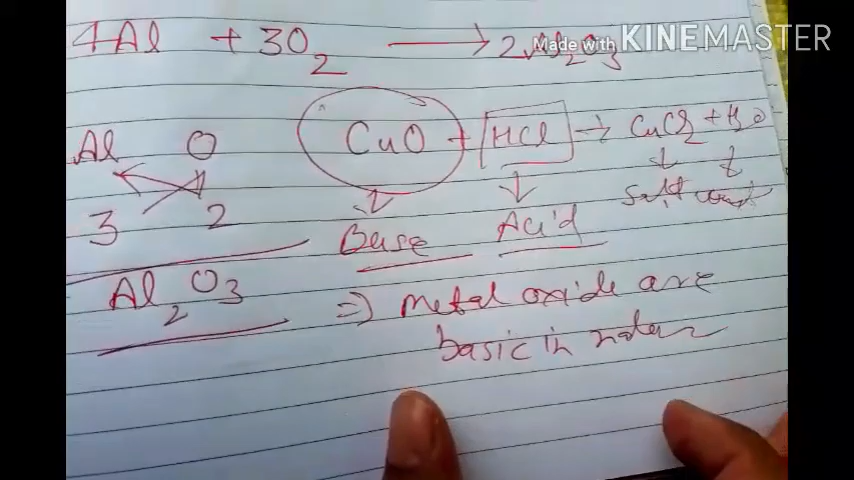 4Al + 3O2 → 2Al2O3
Made with KINEMASTER
Al O
CuO + HCl → CuCl2 + H2O
3 2
Salt
Base Acid
Al2O3
⇒ Metal oxide are
basic in nature